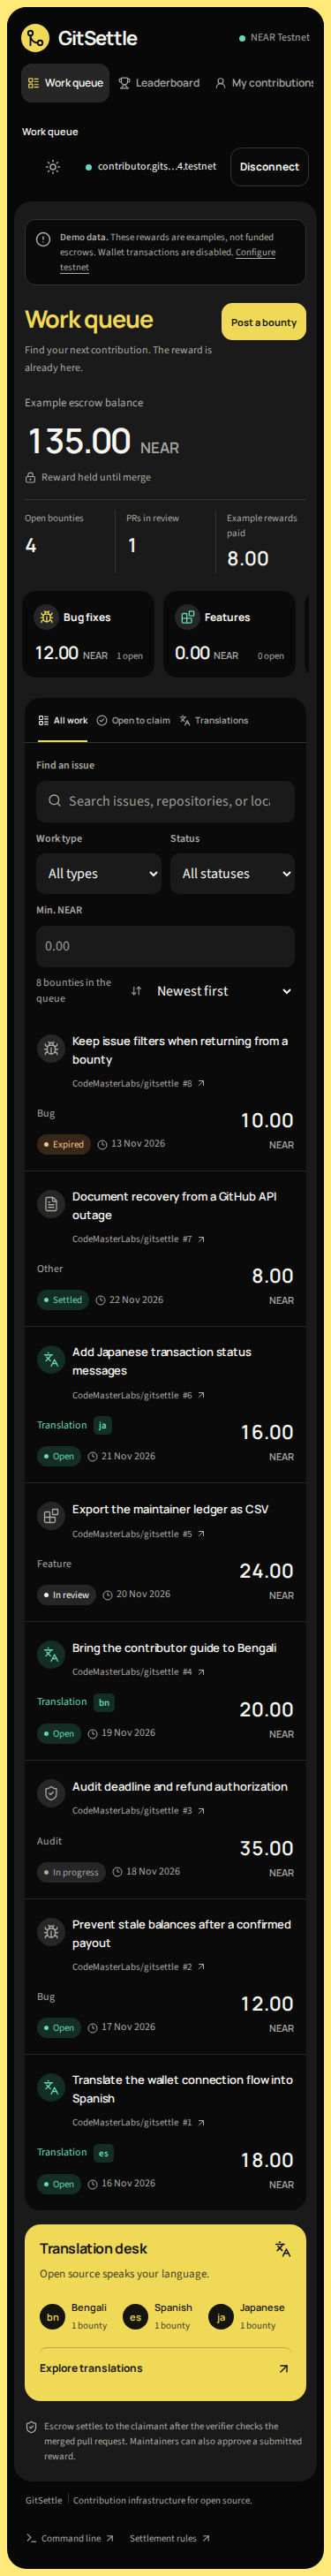 GitSettle
NEAR Testnet
Work queue
Leaderboard
My contributions
Work queue
contributor.gits...4.testnet
Disconnect
Demo data. These rewards are examples, not funded
escrows. Wallet transactions are disabled. Configure
testnet
Work queue
Post a bounty
Find your next contribution. The reward is
already here.
Example escrow balance
135.00 NEAR
Reward held until merge
Open bounties
4
PRs in review
1
Example rewards
paid
8.00
Bug fixes
12.00 NEAR 1 open
Features
0.00 NEAR 0 open
All work
Open to claim
Translations
Find an issue
Search issues, repositories, or loca
Work type
Status
All types
All statuses
Min. NEAR
0.00
8 bounties in the
queue
Newest first
Keep issue filters when returning from a
bounty
CodeMasterLabs/gitsettle #8
Bug
10.00
Expired
13 Nov 2026
NEAR
Document recovery from a GitHub API
outage
CodeMasterLabs/gitsettle #7
Other
8.00
Settled
22 Nov 2026
NEAR
Add Japanese transaction status
messages
CodeMasterLabs/gitsettle #6
Translation ja
16.00
Open
21 Nov 2026
NEAR
Export the maintainer ledger as CSV
CodeMasterLabs/gitsettle #5
Feature
24.00
In review
20 Nov 2026
NEAR
Bring the contributor guide to Bengali
CodeMasterLabs/gitsettle #4
Translation bn
20.00
Open
19 Nov 2026
NEAR
Audit deadline and refund authorization
CodeMasterLabs/gitsettle #3
Audit
35.00
In progress
18 Nov 2026
NEAR
Prevent stale balances after a confirmed
payout
CodeMasterLabs/gitsettle #2
Bug
12.00
Open
17 Nov 2026
NEAR
Translate the wallet connection flow into
Spanish
CodeMasterLabs/gitsettle #1
Translation es
18.00
Open
16 Nov 2026
NEAR
Translation desk
Open source speaks your language.
bn Bengali
1 bounty
es Spanish
1 bounty
ja Japanese
1 bounty
Explore translations
Escrow settles to the claimant after the verifier checks the
merged pull request. Maintainers can also approve a submitted
reward.
GitSettle
Contribution infrastructure for open source.
Command line
Settlement rules